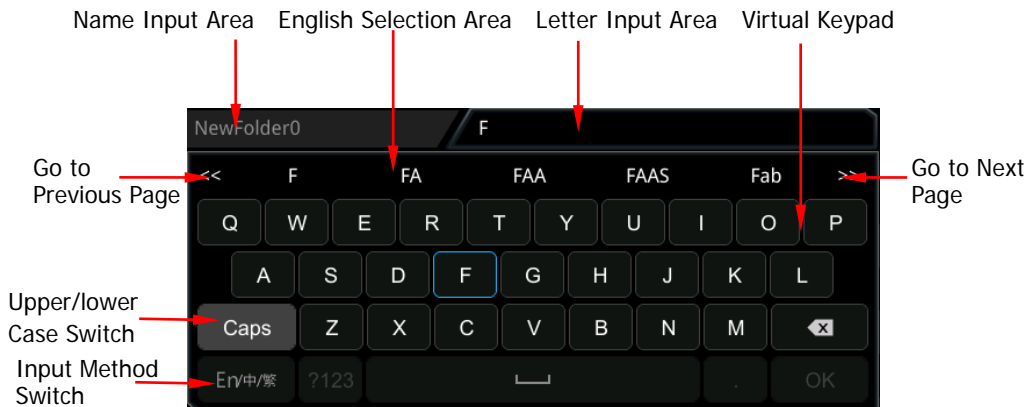 Name Input Area English Selection Area Letter Input Area Virtual Keypad
NewFolder0 F
Go to
Previous Page
<< F FA FAA FAAS Fab >>
Go to Next
Page
Q W E R T Y U I O P
A S D F G H J K L
Upper/lower
Case Switch
Caps Z X C V B N M x
Input Method
Switch
En/中/繁 ?123 . OK